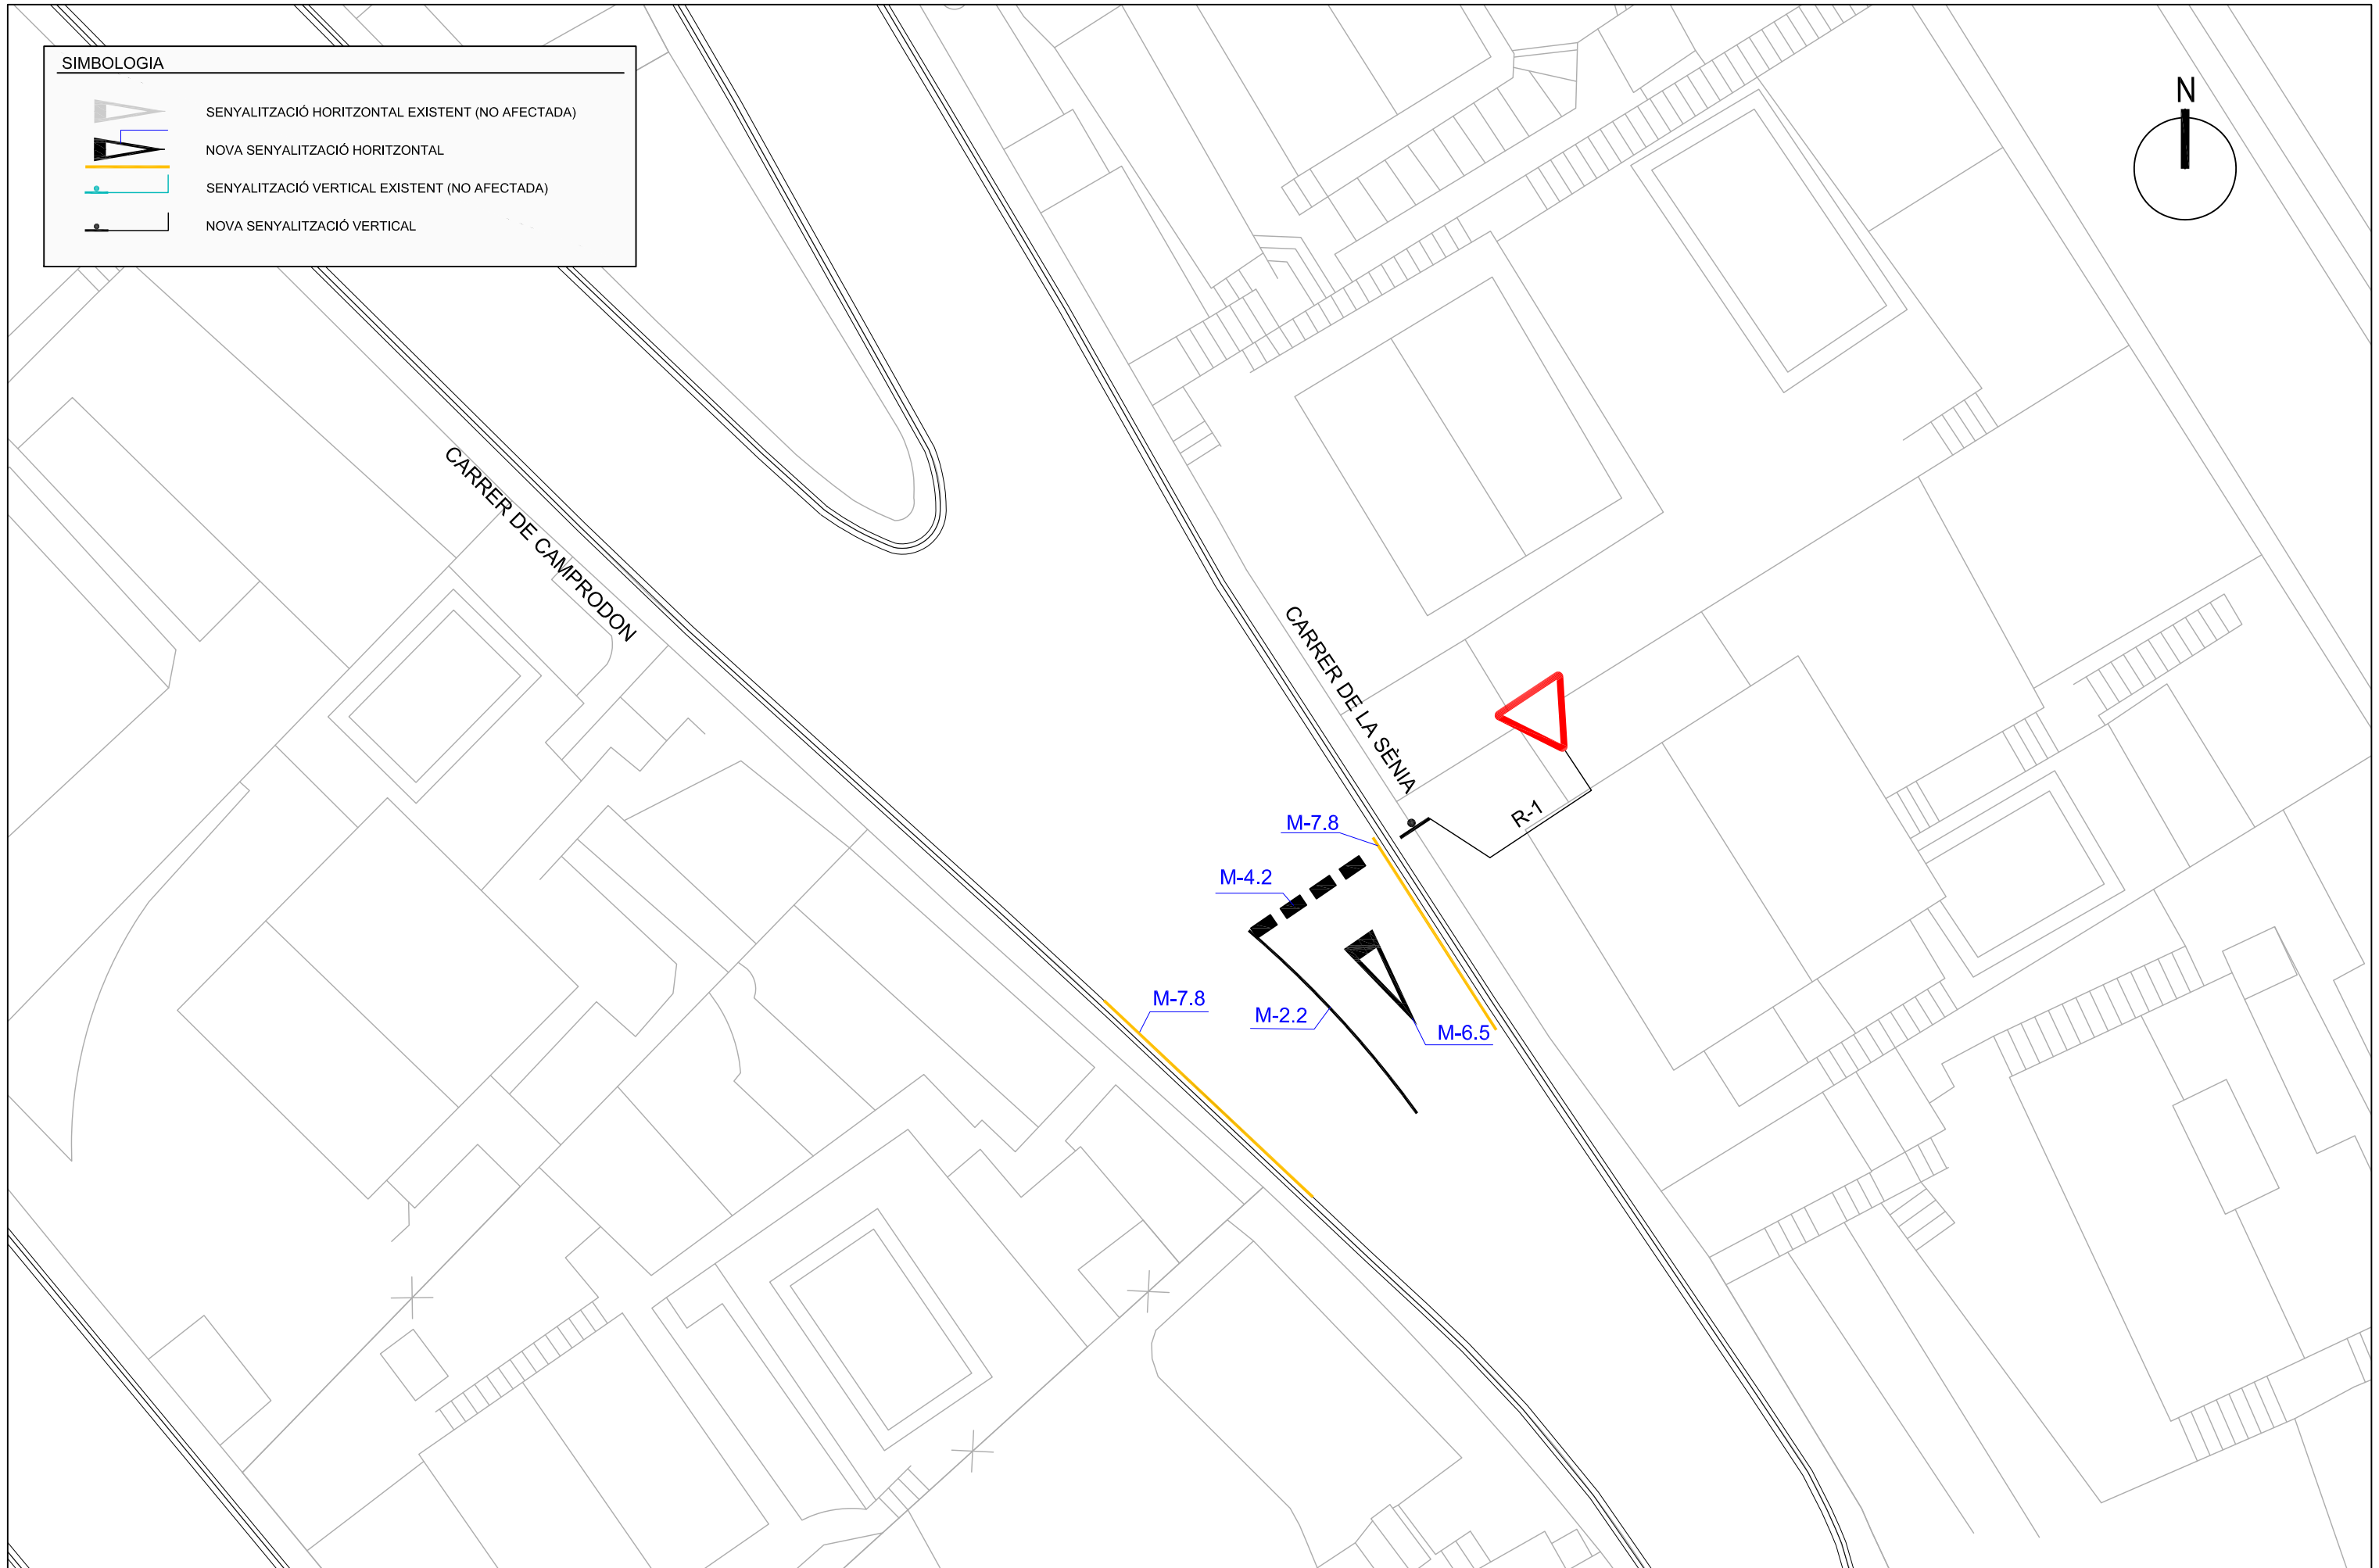 SIMBOLOGIA
SENYALITZACIÓ HORITZONTAL EXISTENT (NO AFECTADA)
NOVA SENYALITZACIÓ HORITZONTAL
SENYALITZACIÓ VERTICAL EXISTENT (NO AFECTADA)
NOVA SENYALITZACIÓ VERTICAL
N
CARRER DE CAMPRODON
CARRER DE LA SÈNIA
R-1
M-7.8
M-4.2
M-7.8
M-2.2
M-6.5